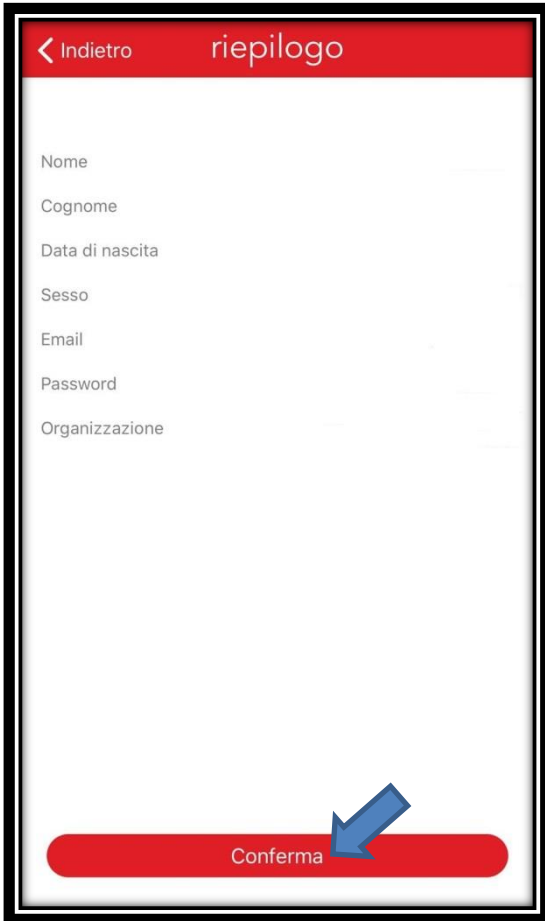 Indietro riepilogo
Nome
Cognome
Data di nascita
Sesso
Email
Password
Organizzazione
Conferma